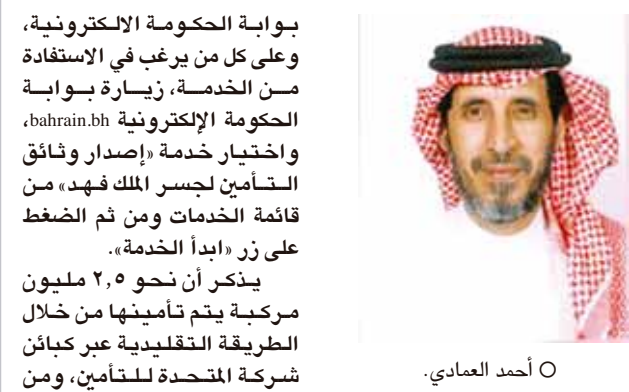 بوابة الحكومة الالكترونية،
وعلى كل من يرغب في الاستفادة
من الخدمة، زيارة بوابة
الحكومة الإلكترونية bahrain.bh،
واختيار خدمة «إصدار وثائق
التأمين لجسر الملك فهد» من
قائمة الخدمات ومن ثم الضغط
على زر «ابدأ الخدمة».
يذكر أن نحو ٢,٥ مليون
مركبة يتم تأمينها من خلال
الطريقة التقليدية عبر كبائن
شركة المتحدة للتأمين، ومن
○ أحمد العمادي.